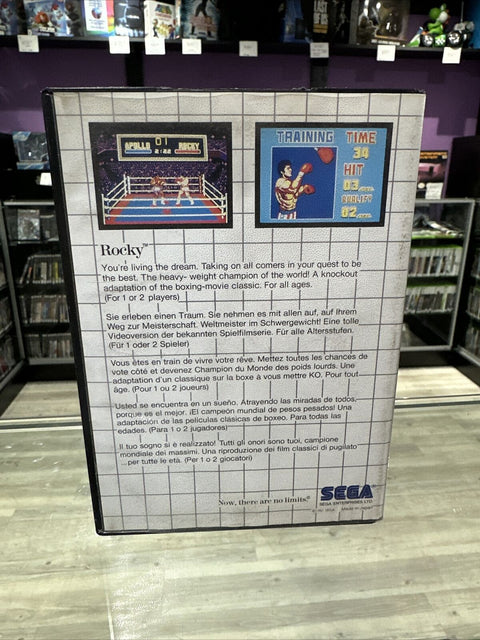 APOLLO 01 ROCKY
2:22
TRAINING TIME
34
HIT
03
QUALITY
02
Rocky™
You're living the dream. Taking on all comers in your quest to be
the best. The heavy- weight champion of the world! A knockout
adaptation of the boxing-movie classic. For all ages.
(For 1 or 2 players)
Sie erleben einen Traum. Sie nehmen es mit allen auf, auf Ihrem
Weg zur Meisterschaft. Weltmeister im Schwergewicht! Eine tolle
Videoversion der bekannten Spielfilmserie. Für alle Altersstufen.
(Für 1 oder 2 Spieler)
Vous êtes en train de vivre votre rêve. Mettez toutes les chances de
vote côté et devenez Champion du Monde des poids lourds. Une
adaptation d'un classique sur la boxe à vous mettre KO. Pour tout
âge. (Pour 1 ou 2 joueurs)
Usted se encuentra en un sueño. Atrayendo las miradas de todos,
porque es el mejor. ¡El campeón mundial de pesos pesados! Una
adaptación de las películas clásicas de boxeo. Para todas las
edades. (Para 1 o 2 jugadores)
Il tuo sogno si è realizzato! Tutti gli onori sono tuoi, campione
mondiale dei massimi. Una riproduzione dei film classici di pugilato
...per tutte le età. (Per 1 o 2 giocatori)
Now, there are no limits.®
SEGA®
SEGA ENTERPRISES LTD.
Made in Japan